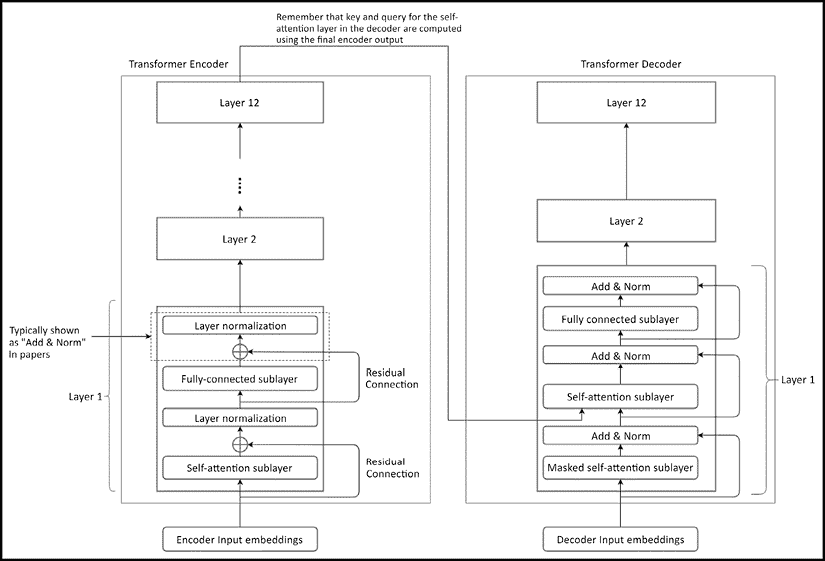 Remember that key and query for the self-
attention layer in the decoder are computed
using the final encoder output
Transformer Encoder
Layer 12
Layer 2
Layer normalization
Fully-connected sublayer
Layer normalization
Self-attention sublayer
Encoder Input embeddings
Typically shown
as "Add & Norm"
In papers
Layer 1
Residual
Connection
Residual
Connection
Transformer Decoder
Layer 12
Layer 2
Add & Norm
Fully connected sublayer
Add & Norm
Self-attention sublayer
Add & Norm
Masked self-attention sublayer
Decoder Input embeddings
Layer 1